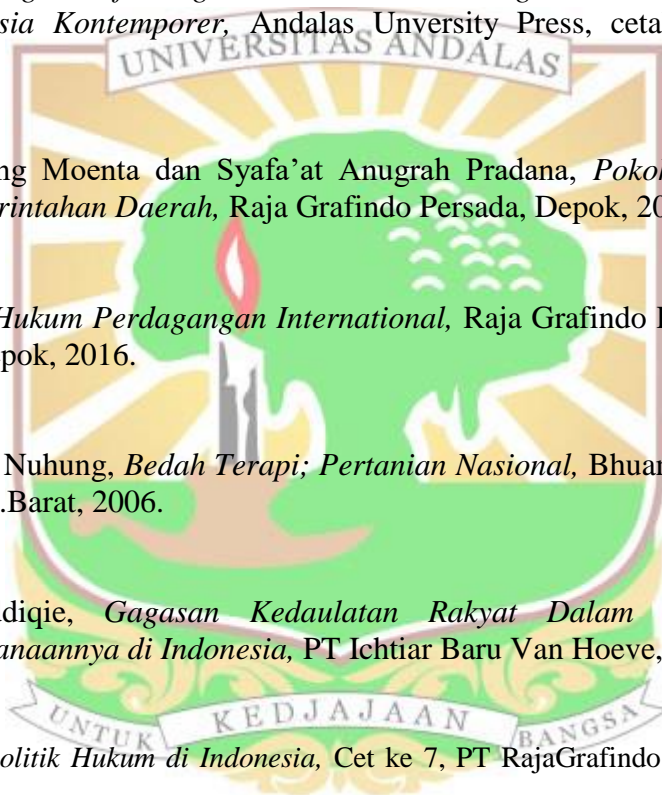 sia Kontemporer, Andalas Unversity Press, ceta
UNIVERSITAS ANDALAS
ng Moenta dan Syafa’at Anugrah Pradana, Pokok
rintahan Daerah, Raja Grafindo Persada, Depok, 20
Hukum Perdagangan International, Raja Grafindo P
pok, 2016.
Nuhung, Bedah Terapi; Pertanian Nasional, Bhuan
.Barat, 2006.
diqie, Gagasan Kedaulatan Rakyat Dalam
anaannya di Indonesia, PT Ichtiar Baru Van Hoeve,
UNTUK KEDJAJAAN BANGSA
olitik Hukum di Indonesia, Cet ke 7, PT RajaGrafindo